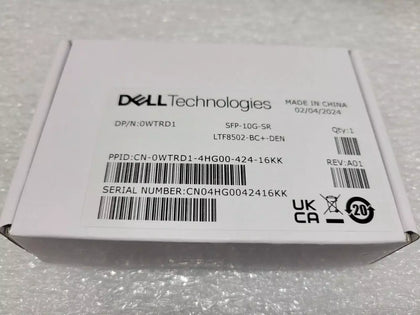 DELLTechnologies
MADE IN CHINA
02/04/2024
DP/N:0WTRD1
SFP-10G-SR
LTF8502-BC+-DEN
Qty:1
PPID:CN-0WTRD1-4HG00-424-16KK
REV:A01
SERIAL NUMBER:CN04HG0042416KK
UK
CA
20